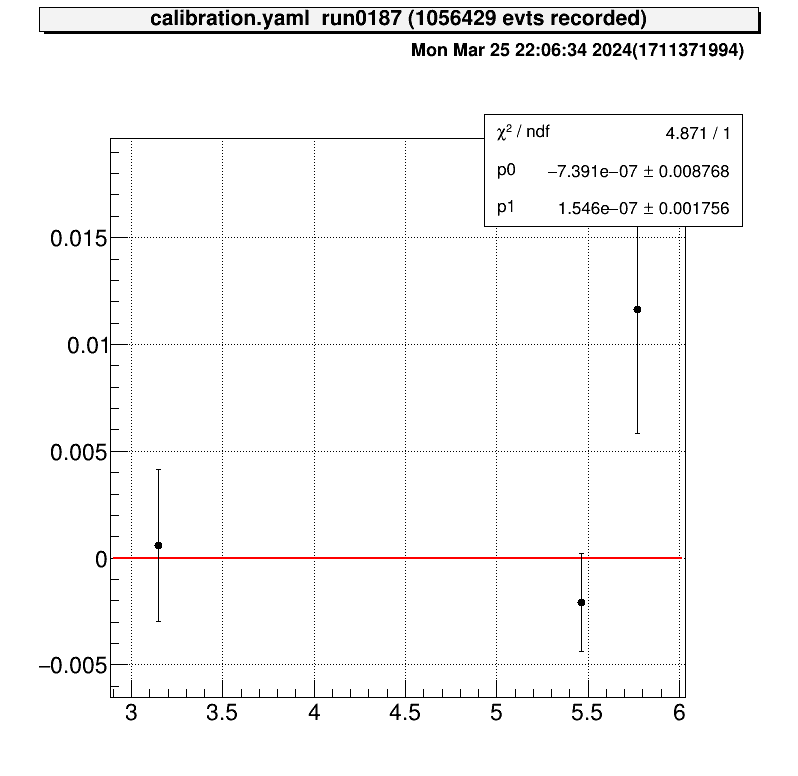 calibration.yaml  run0187 (1056429 evts recorded)
Mon Mar 25 22:06:34 2024(1711371994)
χ² / ndf 4.871 / 1
p0 −7.391e−07 ± 0.008768
p1 1.546e−07 ± 0.001756
0.015
0.01
0.005
0
−0.005
3 3.5 4 4.5 5 5.5 6